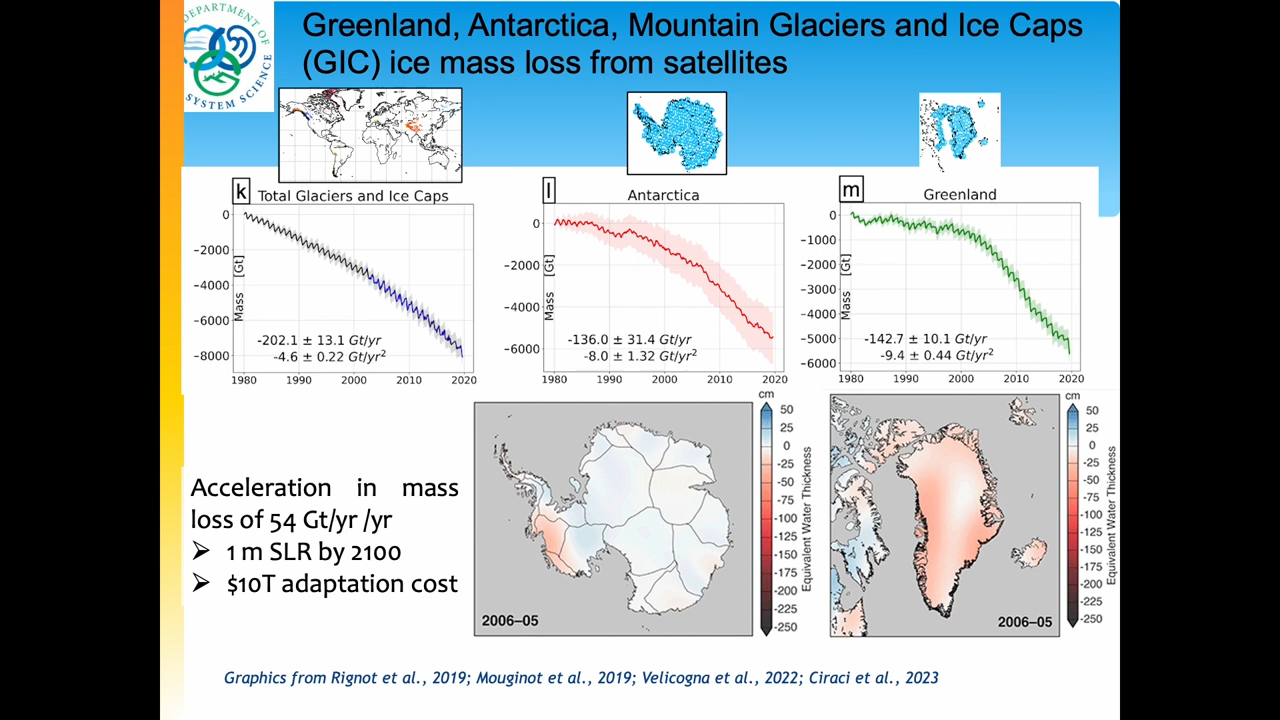 DEPARTMENT OF
SYSTEM SCIENCE
Greenland, Antarctica, Mountain Glaciers and Ice Caps
(GIC) ice mass loss from satellites
k
Total Glaciers and Ice Caps
0
−2000
−4000
−6000
−8000
Mass [Gt]
-202.1 ± 13.1 Gt/yr
-4.6 ± 0.22 Gt/yr²
1980 1990 2000 2010 2020
l
Antarctica
0
−2000
−4000
−6000
Mass [Gt]
-136.0 ± 31.4 Gt/yr
-8.0 ± 1.32 Gt/yr²
1980 1990 2000 2010 2020
m
Greenland
0
−1000
−2000
−3000
−4000
−5000
−6000
Mass [Gt]
-142.7 ± 10.1 Gt/yr
-9.4 ± 0.44 Gt/yr²
1980 1990 2000 2010 2020
Acceleration in mass
loss of 54 Gt/yr /yr
➢ 1 m SLR by 2100
➢ $10T adaptation cost
2006–05
cm
50
25
0
-25
-50
-75
-100
-125
-150
-175
-200
-225
-250
Equivalent Water Thickness
2006–05
cm
50
25
0
-25
-50
-75
-100
-125
-150
-175
-200
-225
-250
Equivalent Water Thickness
Graphics from Rignot et al., 2019; Mouginot et al., 2019; Velicogna et al., 2022; Ciraci et al., 2023